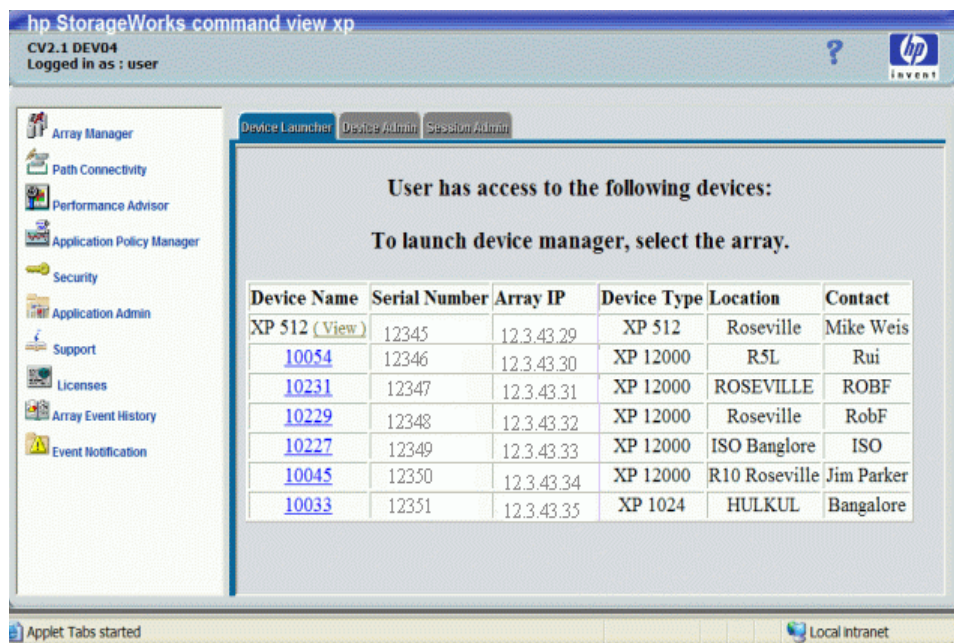 hp StorageWorks command view xp
CV2.1 DEV04
Logged in as : user
?
hp
invent
Array Manager
Path Connectivity
Performance Advisor
Application Policy Manager
Security
Application Admin
Support
Licenses
Array Event History
Event Notification
Device Launcher Device Admin Session Admin
User has access to the following devices:
To launch device manager, select the array.
Device Name Serial Number Array IP Device Type Location Contact
XP 512 ( View ) 12345 12.3.43.29 XP 512 Roseville Mike Weis
10054 12346 12.3.43.30 XP 12000 R5L Rui
10231 12347 12.3.43.31 XP 12000 ROSEVILLE ROBF
10229 12348 12.3.43.32 XP 12000 Roseville RobF
10227 12349 12.3.43.33 XP 12000 ISO Banglore ISO
10045 12350 12.3.43.34 XP 12000 R10 Roseville Jim Parker
10033 12351 12.3.43.35 XP 1024 HULKUL Bangalore
Applet Tabs started
Local intranet